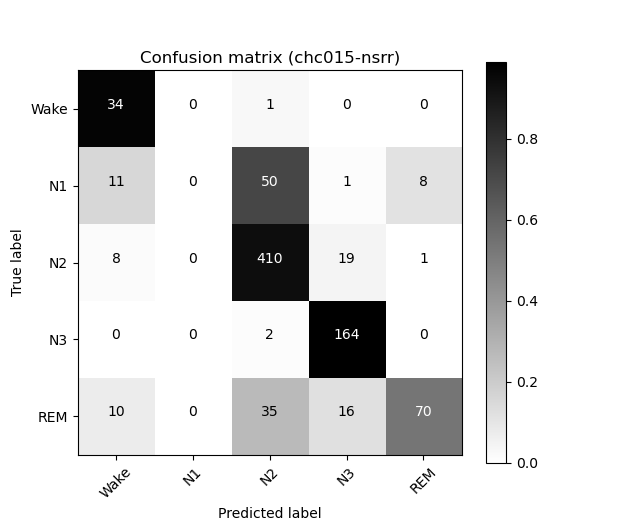 Confusion matrix (chc015-nsrr)
True label
Wake 34 0 1 0 0
N1 11 0 50 1 8
N2 8 0 410 19 1
N3 0 0 2 164 0
REM 10 0 35 16 70
Wake N1 N2 N3 REM
Predicted label
0.8
0.6
0.4
0.2
0.0